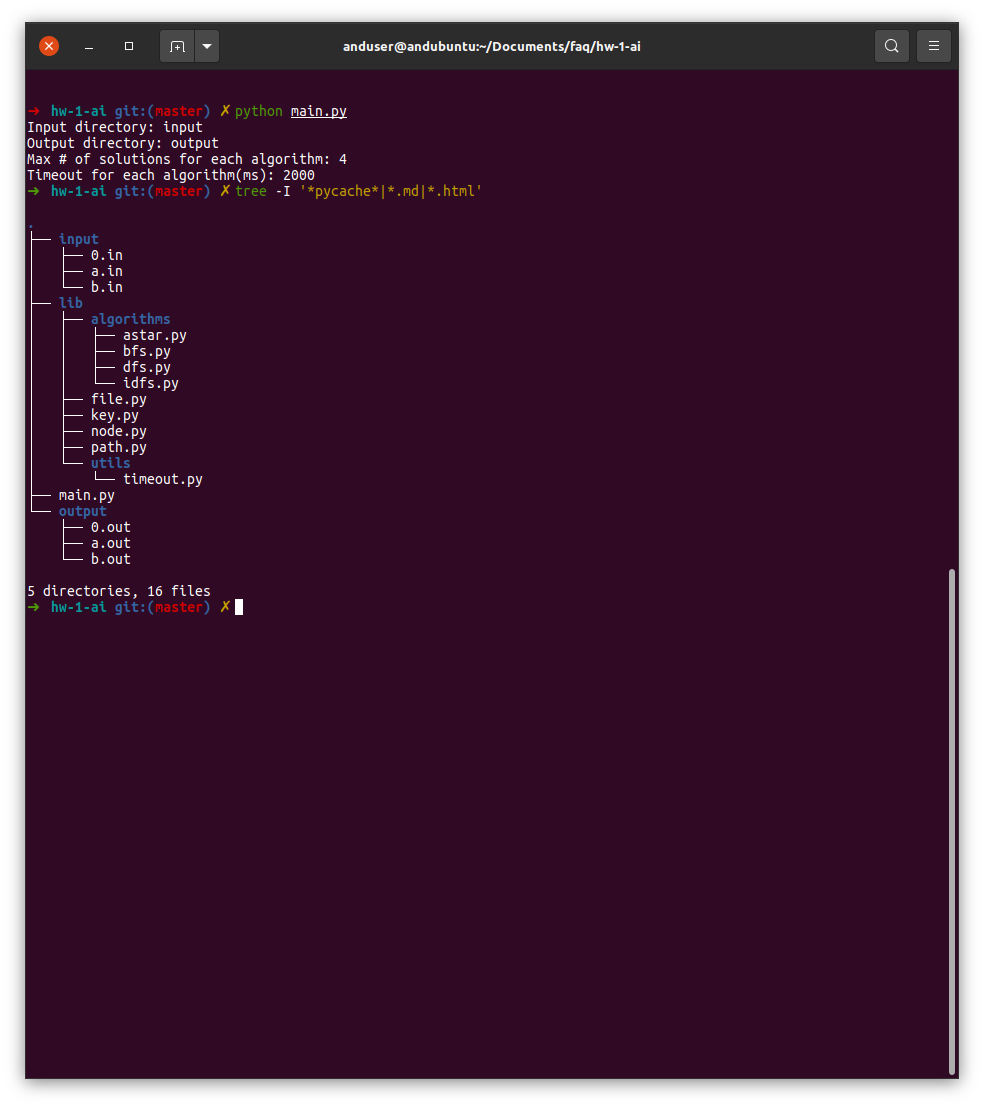 anduser@andubuntu:~/Documents/faq/hw-1-ai
➜ hw-1-ai git:(master) ✗ python main.py
Input directory: input
Output directory: output
Max # of solutions for each algorithm: 4
Timeout for each algorithm(ms): 2000
➜ hw-1-ai git:(master) ✗ tree -I '*pycache*|*.md|*.html'
.
├── input
│   ├── 0.in
│   ├── a.in
│   └── b.in
├── lib
│   ├── algorithms
│   │   ├── astar.py
│   │   ├── bfs.py
│   │   ├── dfs.py
│   │   └── idfs.py
│   ├── file.py
│   ├── key.py
│   ├── node.py
│   ├── path.py
│   └── utils
│       └── timeout.py
├── main.py
└── output
    ├── 0.out
    ├── a.out
    └── b.out
5 directories, 16 files
➜ hw-1-ai git:(master) ✗